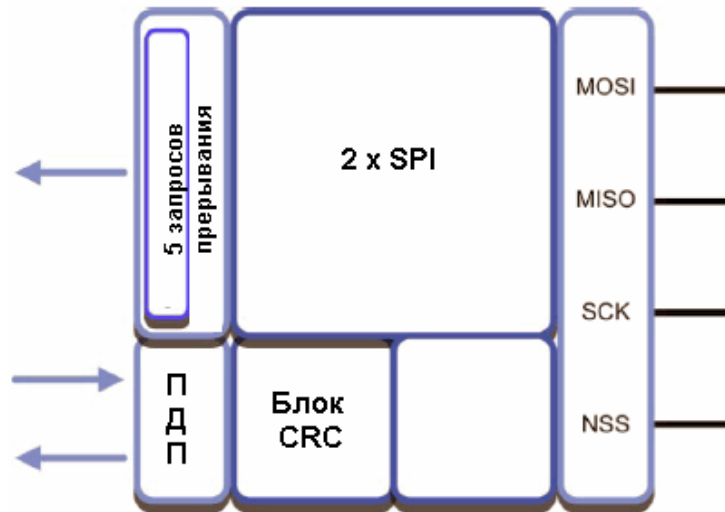 5 запросов
прерывания
2 x SPI
MOSI
MISO
SCK
NSS
П
Д
П
Блок
CRC